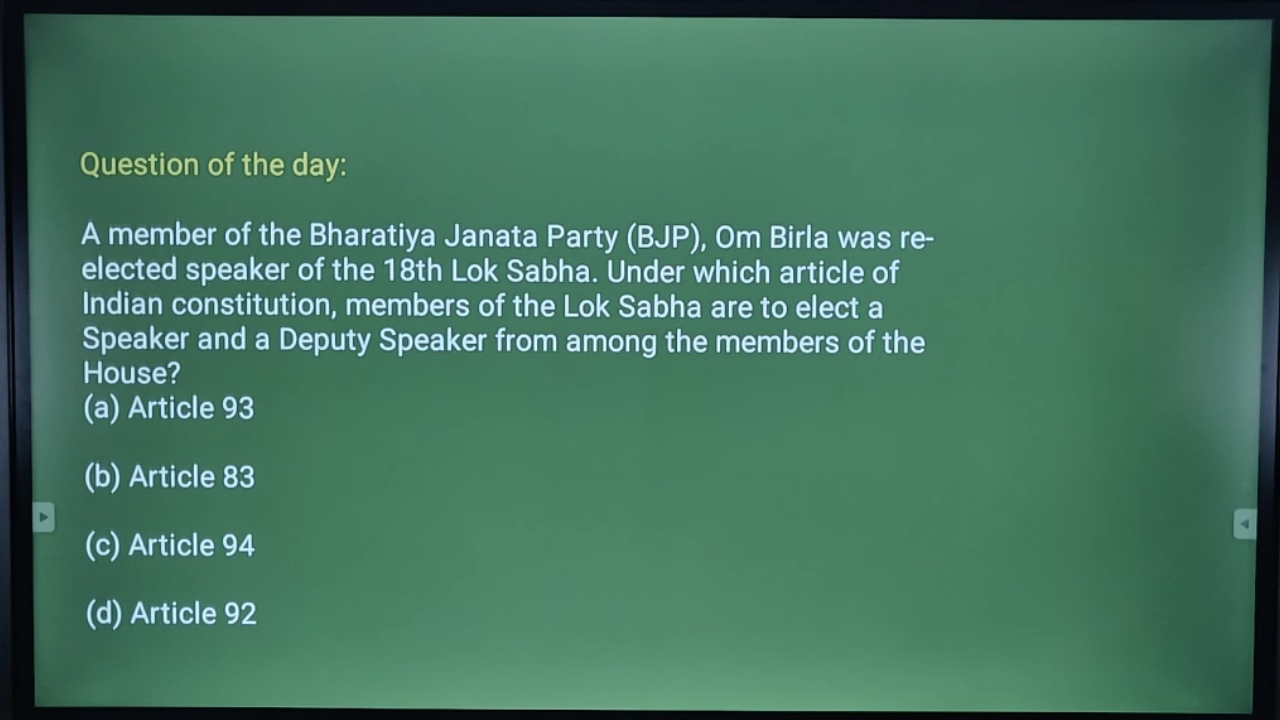 Question of the day:
A member of the Bharatiya Janata Party (BJP), Om Birla was re-
elected speaker of the 18th Lok Sabha. Under which article of
Indian constitution, members of the Lok Sabha are to elect a
Speaker and a Deputy Speaker from among the members of the
House?
(a) Article 93
(b) Article 83
(c) Article 94
(d) Article 92